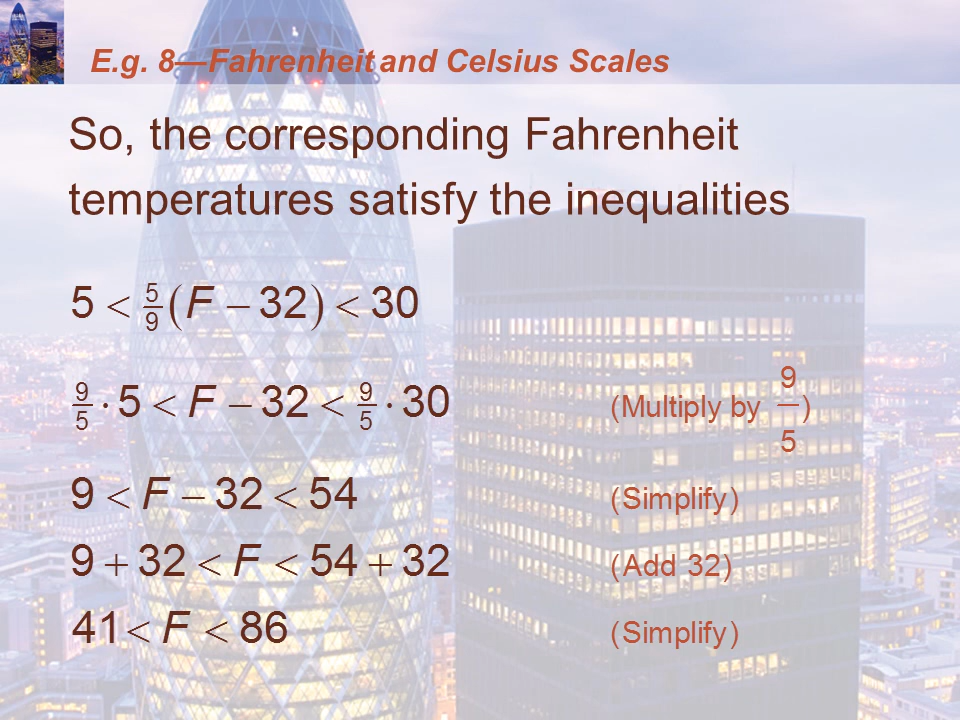 E.g. 8—Fahrenheit and Celsius Scales
So, the corresponding Fahrenheit
temperatures satisfy the inequalities
5 < 5/9 (F − 32) < 30
9/5 · 5 < F − 32 < 9/5 · 30 (Multiply by 9/5)
9 < F − 32 < 54 (Simplify)
9 + 32 < F < 54 + 32 (Add 32)
41 < F < 86 (Simplify)